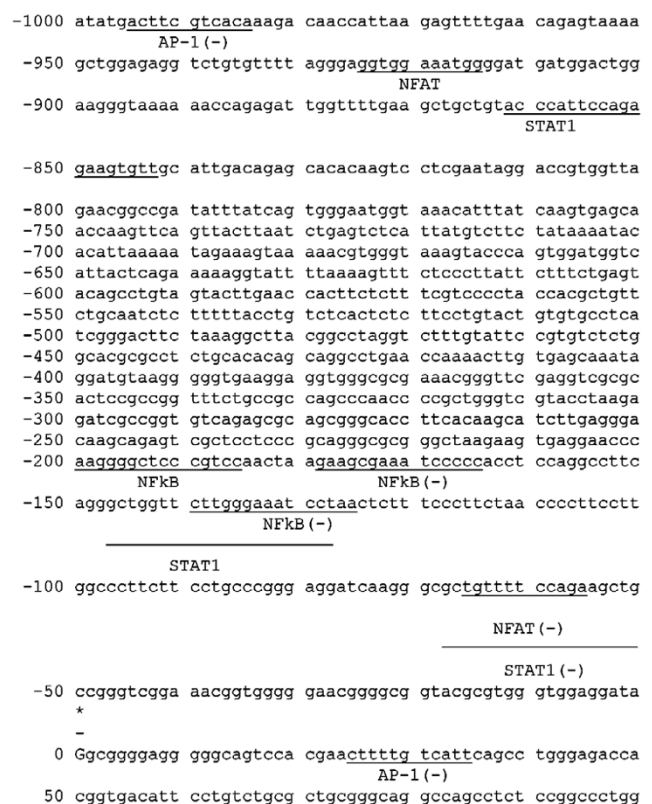 -1000 atatgacttc gtcacaaaga caaccattaa gagttttgaa cagagtaaaa
AP-1(-)
-950 gctggagagg tctgtgtttt agggaggtgg aaatggggat gatggactgg
NFAT
-900 aagggtaaaa aaccagagat tggttttgaa gctgctgtac ccattccaga
STAT1
-850 gaagtgttgc attgacagag cacacaagtc ctcgaatagg accgtggtta
-800 gaacggccga tatttatcag tgggaatggt aaacatttat caagtgagca
-750 accaagttca gttacttaat ctgagtctca ttatgtcttc tataaaatac
-700 acattaaaaa tagaaagtaa aaacgtgggt aaagtaccca gtggatggtc
-650 attactcaga aaaaggtatt ttaaaagttt ctcccttatt ctttctgagt
-600 acagcctgta gtacttgaac cacttctctt tcgtccccta ccacgctgtt
-550 ctgcaatctc tttttacctg tctcactctc ttcctgtact gtgtgcctca
-500 tcgggacttc taaaggctta cggcctaggt ctttgtattc cgtgtctctg
-450 gcacgcgcct ctgcacacag caggcctgaa ccaaaacttg tgagcaaata
-400 ggatgtaagg gggtgaagga ggtgggcgcg aaacgggttc gaggtcgcgc
-350 actccgccgg tttctgccgc cagcccaacc cgctgggtc gtacctaaga
-300 gatcgccggt gtcagagcgc agcgggcacc ttcacaagca tcttgaggga
-250 caagcagagt cgctcctccc gcagggcgcg ggctaagaag tgaggaaccc
-200 aaggggctcc cgtccaacta agaagcgaaa tcccccacct ccaggccttc
NFkB NFkB(-)
-150 agggctggtt cttgggaaat cctaactctt tcccttctaa ccccttcctt
NFkB(-)
STAT1
-100 ggcccttctt cctgcccggg aggatcaagg gcgctgtttt ccagaagctg
NFAT(-)
STAT1(-)
-50 ccgggtcgga aacggtgggg gaacggggcg gtacgcgtgg gtggaggata
*
-
0 Ggcggggagg gggcagtcca cgaacttttg tcattcagcc tgggagacca
AP-1(-)
50 cggtgacatt cctgtctgcg ctgcgggcag gccagcctct ccggccctgg